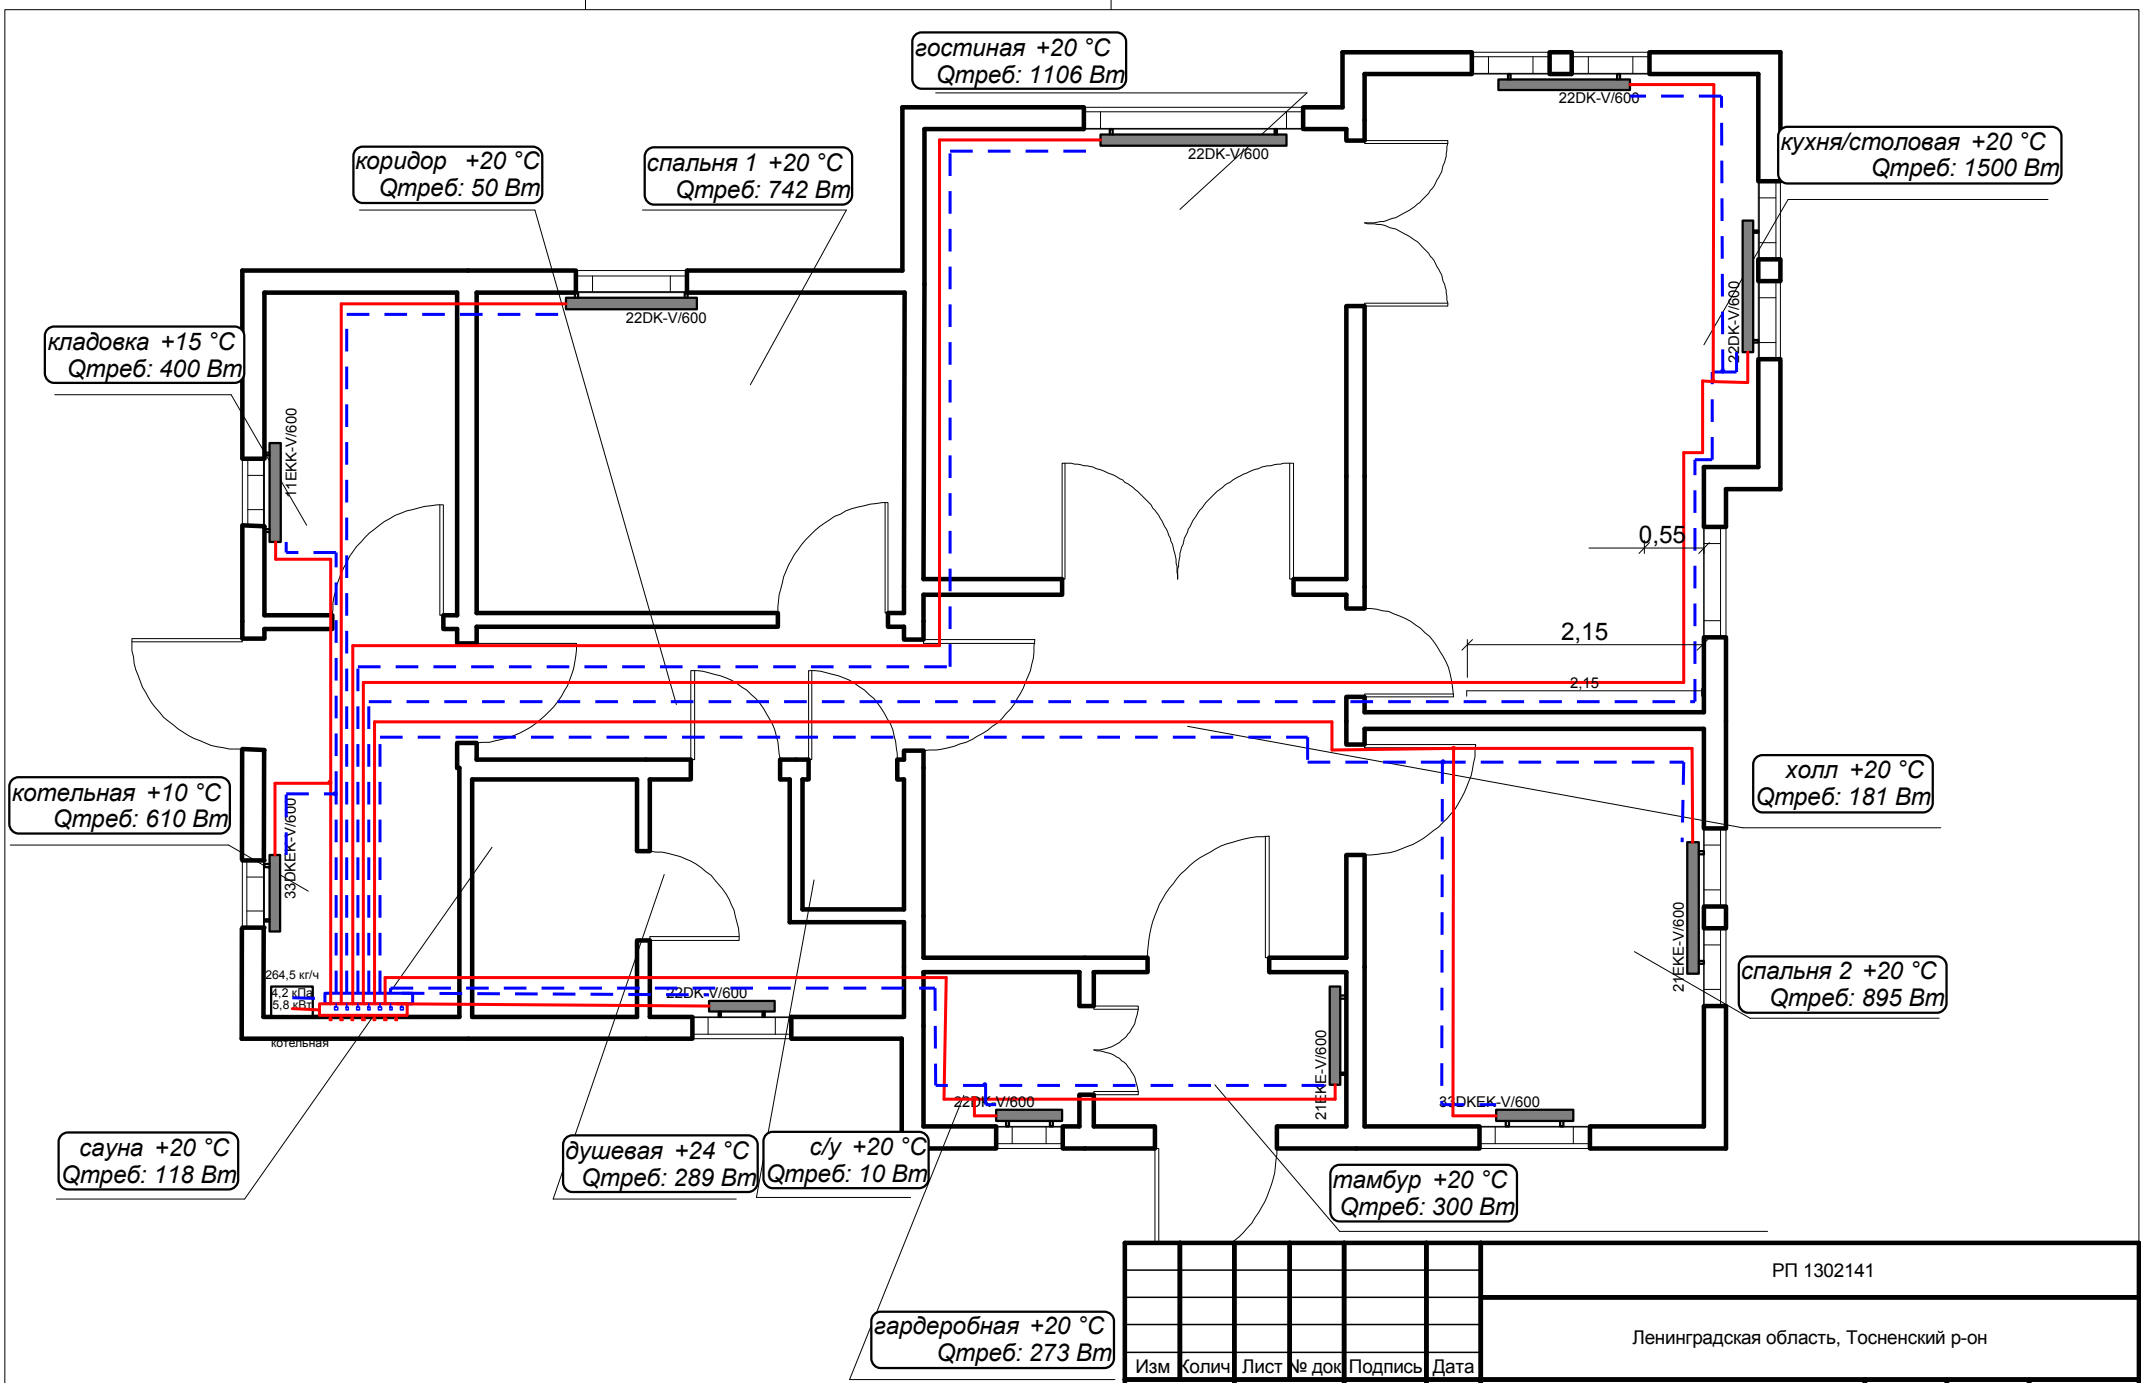 гостиная +20 °C
Qтреб: 1106 Вт
22DK-V/600
22DK-V/600
кухня/столовая +20 °C
Qтреб: 1500 Вт
коридор +20 °C
Qтреб: 50 Вт
спальня 1 +20 °C
Qтреб: 742 Вт
22DK-V/600
22DK-V/600
кладовка +15 °C
Qтреб: 400 Вт
11EKK-V/600
0,55
2,15
2,15
котельная +10 °C
Qтреб: 610 Вт
33DKEK-V/600
холл +20 °C
Qтреб: 181 Вт
21EKE-V/600
спальня 2 +20 °C
Qтреб: 895 Вт
264,5 кг/ч
4,2 кПа
5,8 кВт
котельная
22DK-V/600
22DK-V/600
21EKE-V/600
33DKEK-V/600
сауна +20 °C
Qтреб: 118 Вт
душевая +24 °C
Qтреб: 289 Вт
с/у +20 °C
Qтреб: 10 Вт
тамбур +20 °C
Qтреб: 300 Вт
гардеробная +20 °C
Qтреб: 273 Вт
РП 1302141
Ленинградская область, Тосненский р-он
Изм Колич Лист № док Подпись Дата